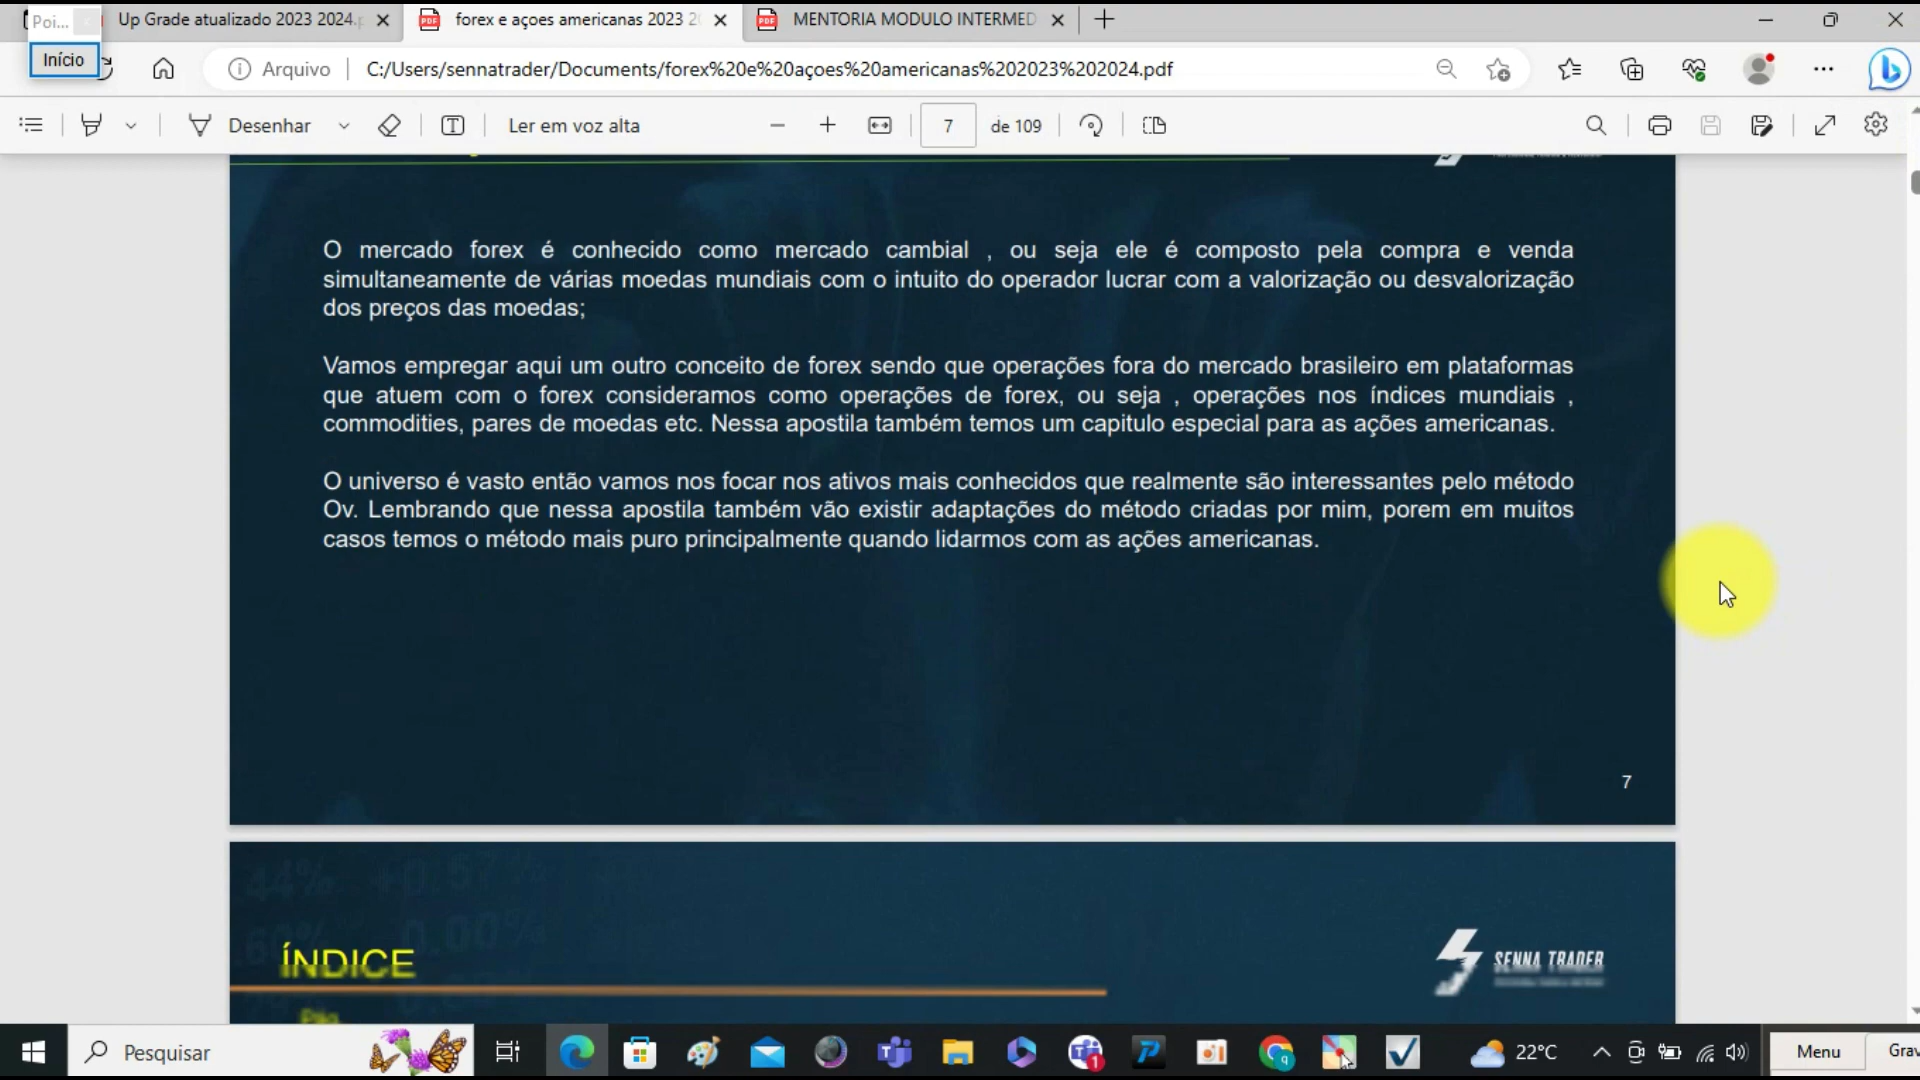 Poi...
Up Grade atualizado 2023 2024.
forex e açoes americanas 2023 2
MENTORIA MODULO INTERMED
Início
Arquivo
C:/Users/sennatrader/Documents/forex%20e%20açoes%20americanas%202023%202024.pdf
Desenhar
Ler em voz alta
7
de 109
O mercado forex é conhecido como mercado cambial , ou seja ele é composto pela compra e venda
simultaneamente de várias moedas mundiais com o intuito do operador lucrar com a valorização ou desvalorização
dos preços das moedas;
Vamos empregar aqui um outro conceito de forex sendo que operações fora do mercado brasileiro em plataformas
que atuem com o forex consideramos como operações de forex, ou seja , operações nos índices mundiais ,
commodities, pares de moedas etc. Nessa apostila também temos um capitulo especial para as ações americanas.
O universo é vasto então vamos nos focar nos ativos mais conhecidos que realmente são interessantes pelo método
Ov. Lembrando que nessa apostila também vão existir adaptações do método criadas por mim, porem em muitos
casos temos o método mais puro principalmente quando lidarmos com as ações americanas.
7
44% +0.57%
60% 0.00%
ÍNDICE
SENNA TRADER
Pesquisar
22°C
Menu
Grav